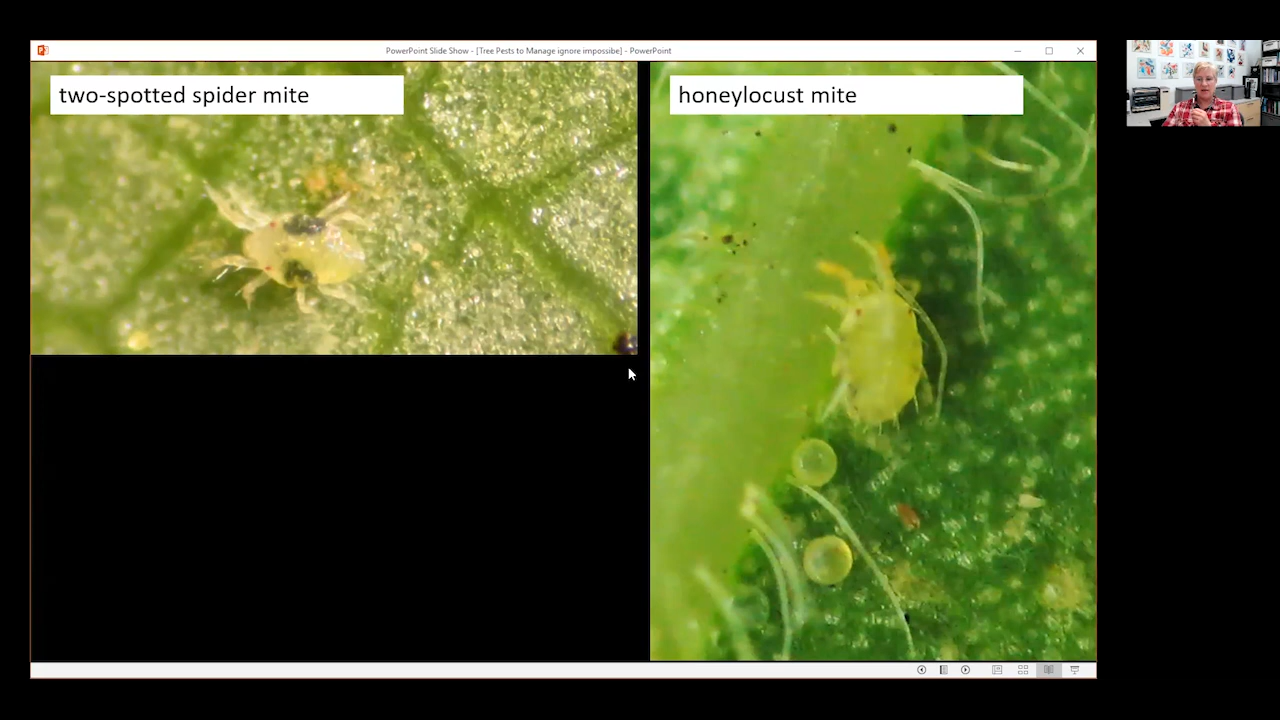 PowerPoint Slide Show - [Tree Pests to Manage ignore impossibe] - PowerPoint
two-spotted spider mite
honeylocust mite